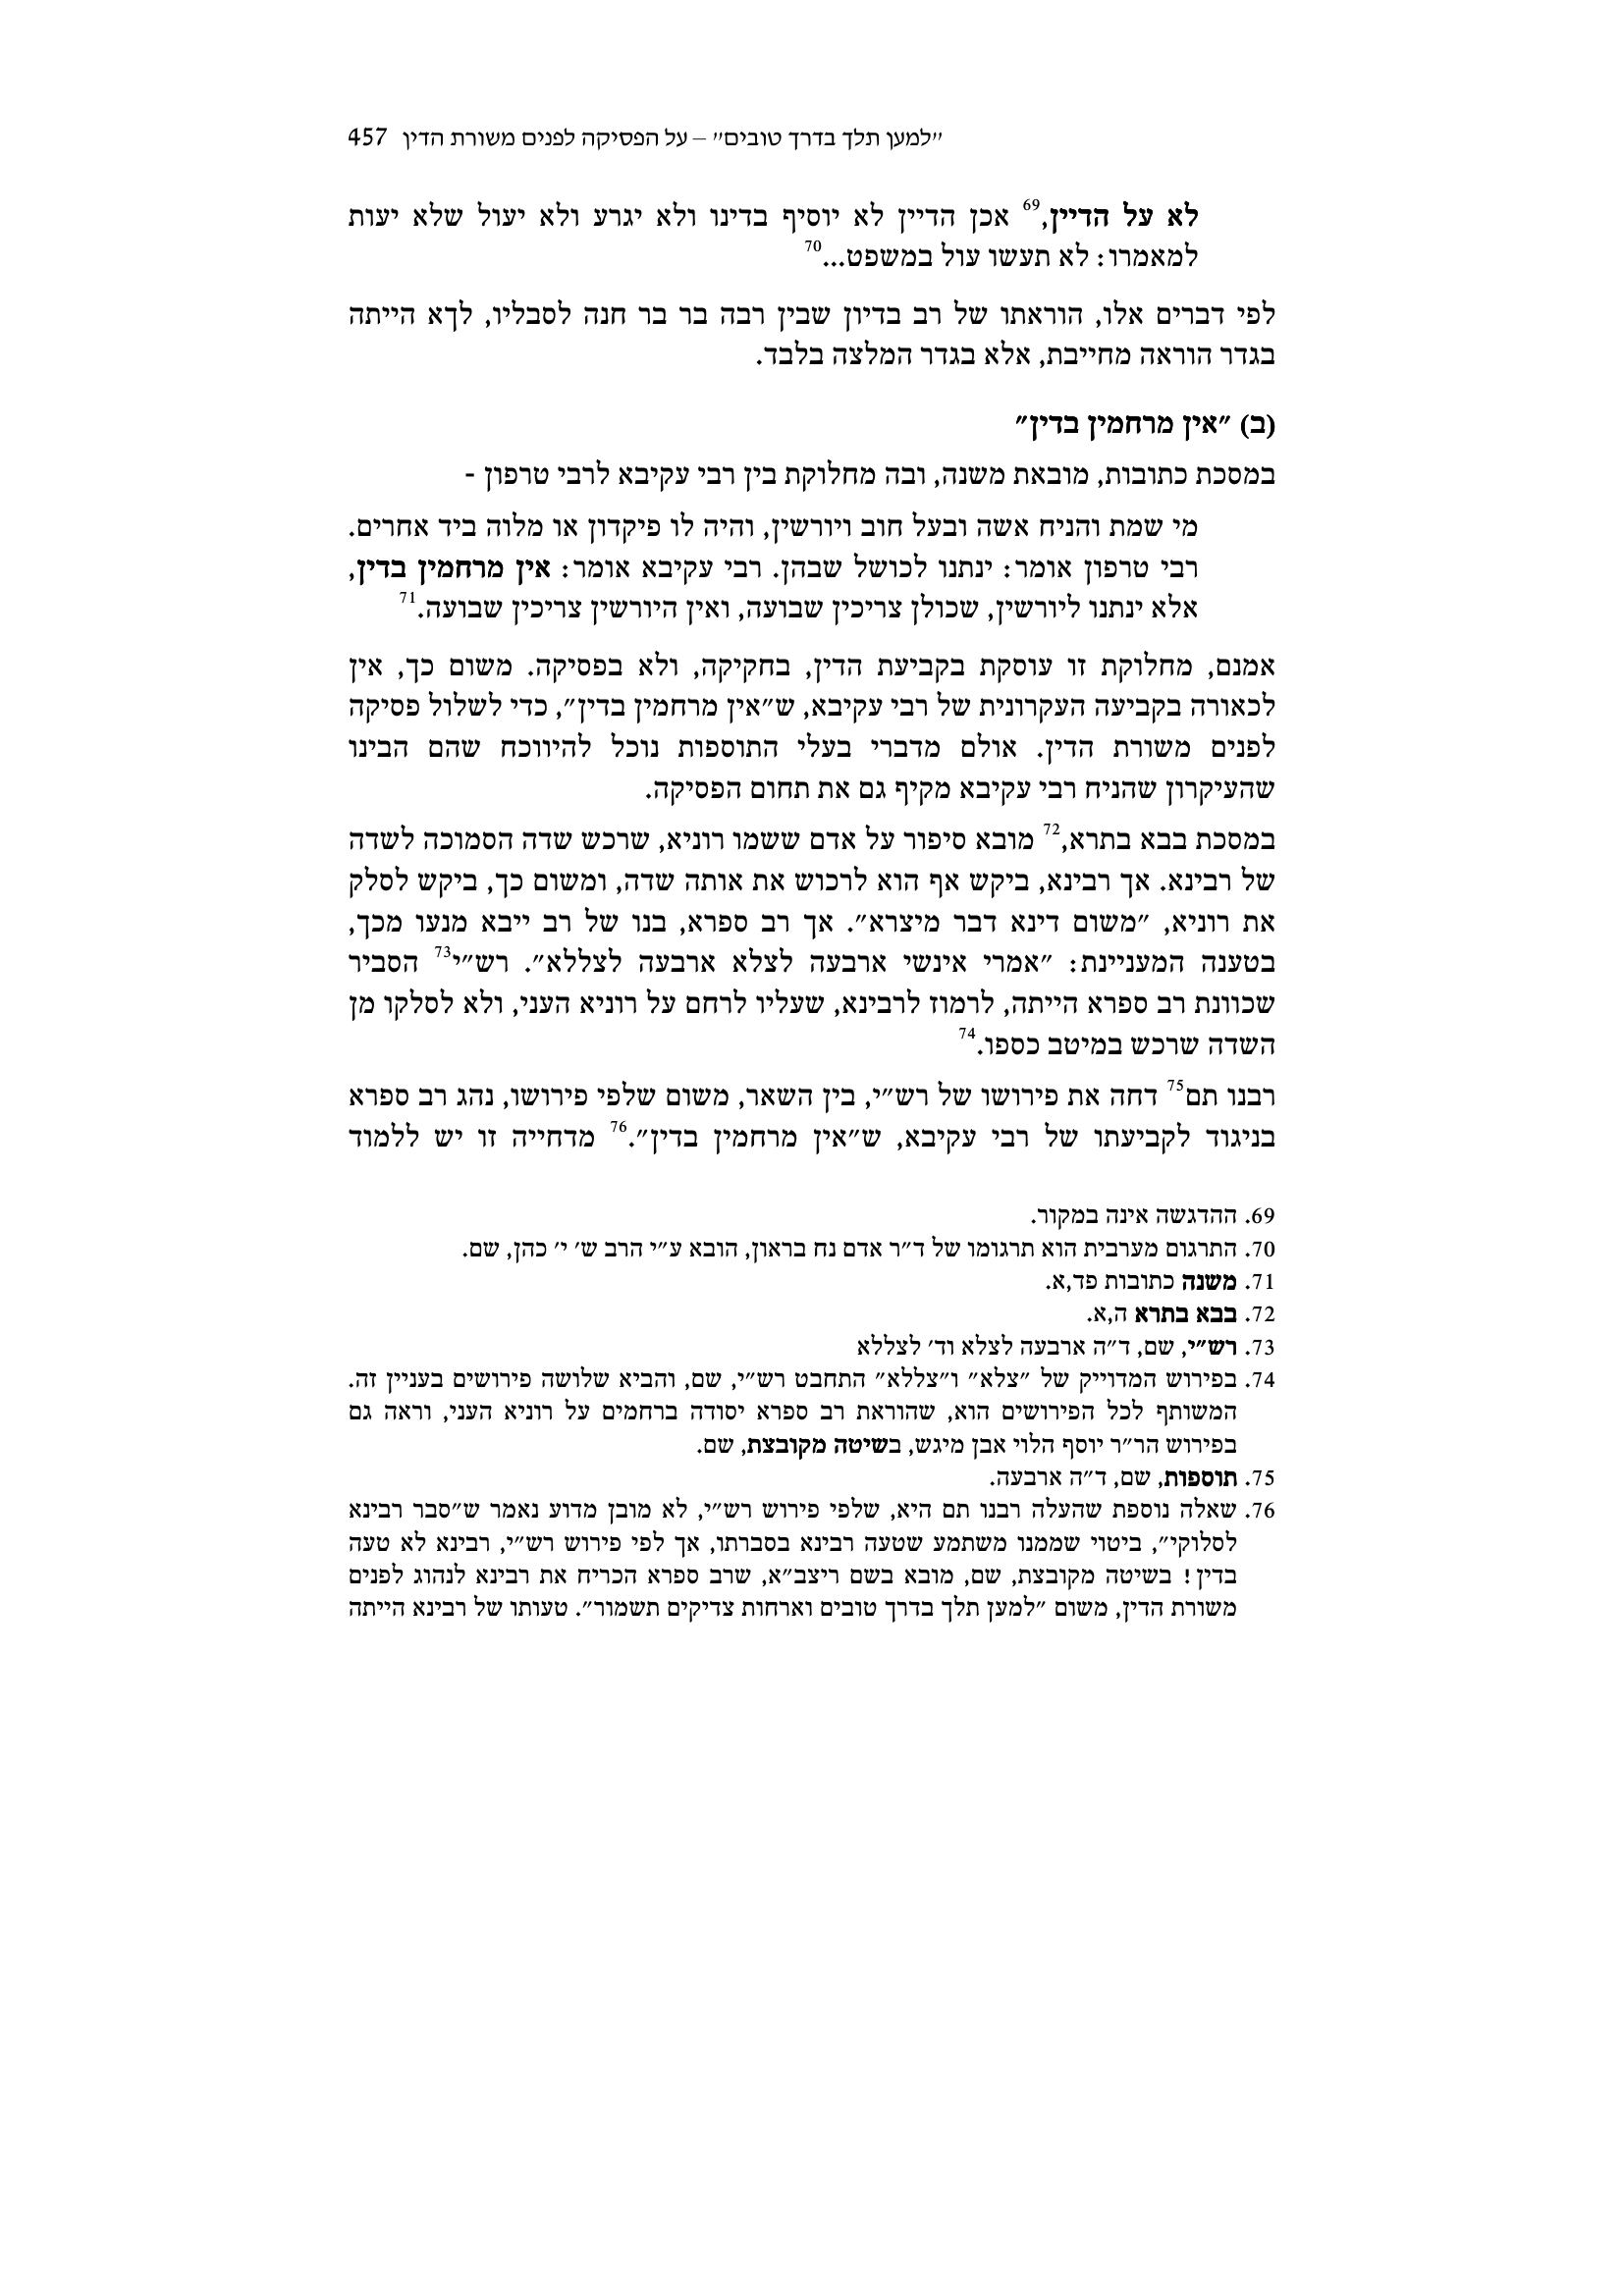 "למען תלך בדרך טובים" – על הפסיקה לפנים משורת הדין 457
לא על הדיין,69 אכן הדיין לא יוסיף בדינו ולא יגרע ולא יעול שלא יעות
למאמרו: לא תעשו עול במשפט...70
לפי דברים אלו, הוראתו של רב בדיון שבין רבה בר בר חנה לסבליו, לךא הייתה
בגדר הוראה מחייבת, אלא בגדר המלצה בלבד.
(ב) "אין מרחמין בדין"
במסכת כתובות, מובאת משנה, ובה מחלוקת בין רבי עקיבא לרבי טרפון -
מי שמת והניח אשה ובעל חוב ויורשין, והיה לו פיקדון או מלוה ביד אחרים.
רבי טרפון אומר: ינתנו לכושל שבהן. רבי עקיבא אומר: אין מרחמין בדין,
אלא ינתנו ליורשין, שכולן צריכין שבועה, ואין היורשין צריכין שבועה.71
אמנם, מחלוקת זו עוסקת בקביעת הדין, בחקיקה, ולא בפסיקה. משום כך, אין
לכאורה בקביעה העקרונית של רבי עקיבא, ש"אין מרחמין בדין", כדי לשלול פסיקה
לפנים משורת הדין. אולם מדברי בעלי התוספות נוכל להיווכח שהם הבינו
שהעיקרון שהניח רבי עקיבא מקיף גם את תחום הפסיקה.
במסכת בבא בתרא,72 מובא סיפור על אדם ששמו רוניא, שרכש שדה הסמוכה לשדה
של רבינא. אך רבינא, ביקש אף הוא לרכוש את אותה שדה, ומשום כך, ביקש לסלק
את רוניא, "משום דינא דבר מיצרא". אך רב ספרא, בנו של רב ייבא מנעו מכך,
בטענה המעניינת: "אמרי אינשי ארבעה לצלא ארבעה לצללא". רש"י73 הסביר
שכוונת רב ספרא הייתה, לרמוז לרבינא, שעליו לרחם על רוניא העני, ולא לסלקו מן
השדה שרכש במיטב כספו.74
רבנו תם75 דחה את פירושו של רש"י, בין השאר, משום שלפי פירושו, נהג רב ספרא
בניגוד לקביעתו של רבי עקיבא, ש"אין מרחמין בדין".76 מדחייה זו יש ללמוד
69. ההדגשה אינה במקור.
70. התרגום מערבית הוא תרגומו של ד"ר אדם נח בראון, הובא ע"י הרב ש' י' כהן, שם.
71. משנה כתובות פד,א.
72. בבא בתרא ה,א.
73. רש"י, שם, ד"ה ארבעה לצלא וד' לצללא
74. בפירוש המדוייק של "צלא" ו"צללא" התחבט רש"י, שם, והביא שלושה פירושים בעניין זה.
המשותף לכל הפירושים הוא, שהוראת רב ספרא יסודה ברחמים על רוניא העני, וראה גם
בפירוש הר"ר יוסף הלוי אבן מיגש, בשיטה מקובצת, שם.
75. תוספות, שם, ד"ה ארבעה.
76. שאלה נוספת שהעלה רבנו תם היא, שלפי פירוש רש"י, לא מובן מדוע נאמר ש"סבר רבינא
לסלוקי", ביטוי שממנו משתמע שטעה רבינא בסברתו, אך לפי פירוש רש"י, רבינא לא טעה
בדין! בשיטה מקובצת, שם, מובא בשם ריצב"א, שרב ספרא הכריח את רבינא לנהוג לפנים
משורת הדין, משום "למען תלך בדרך טובים וארחות צדיקים תשמור". טעותו של רבינא הייתה